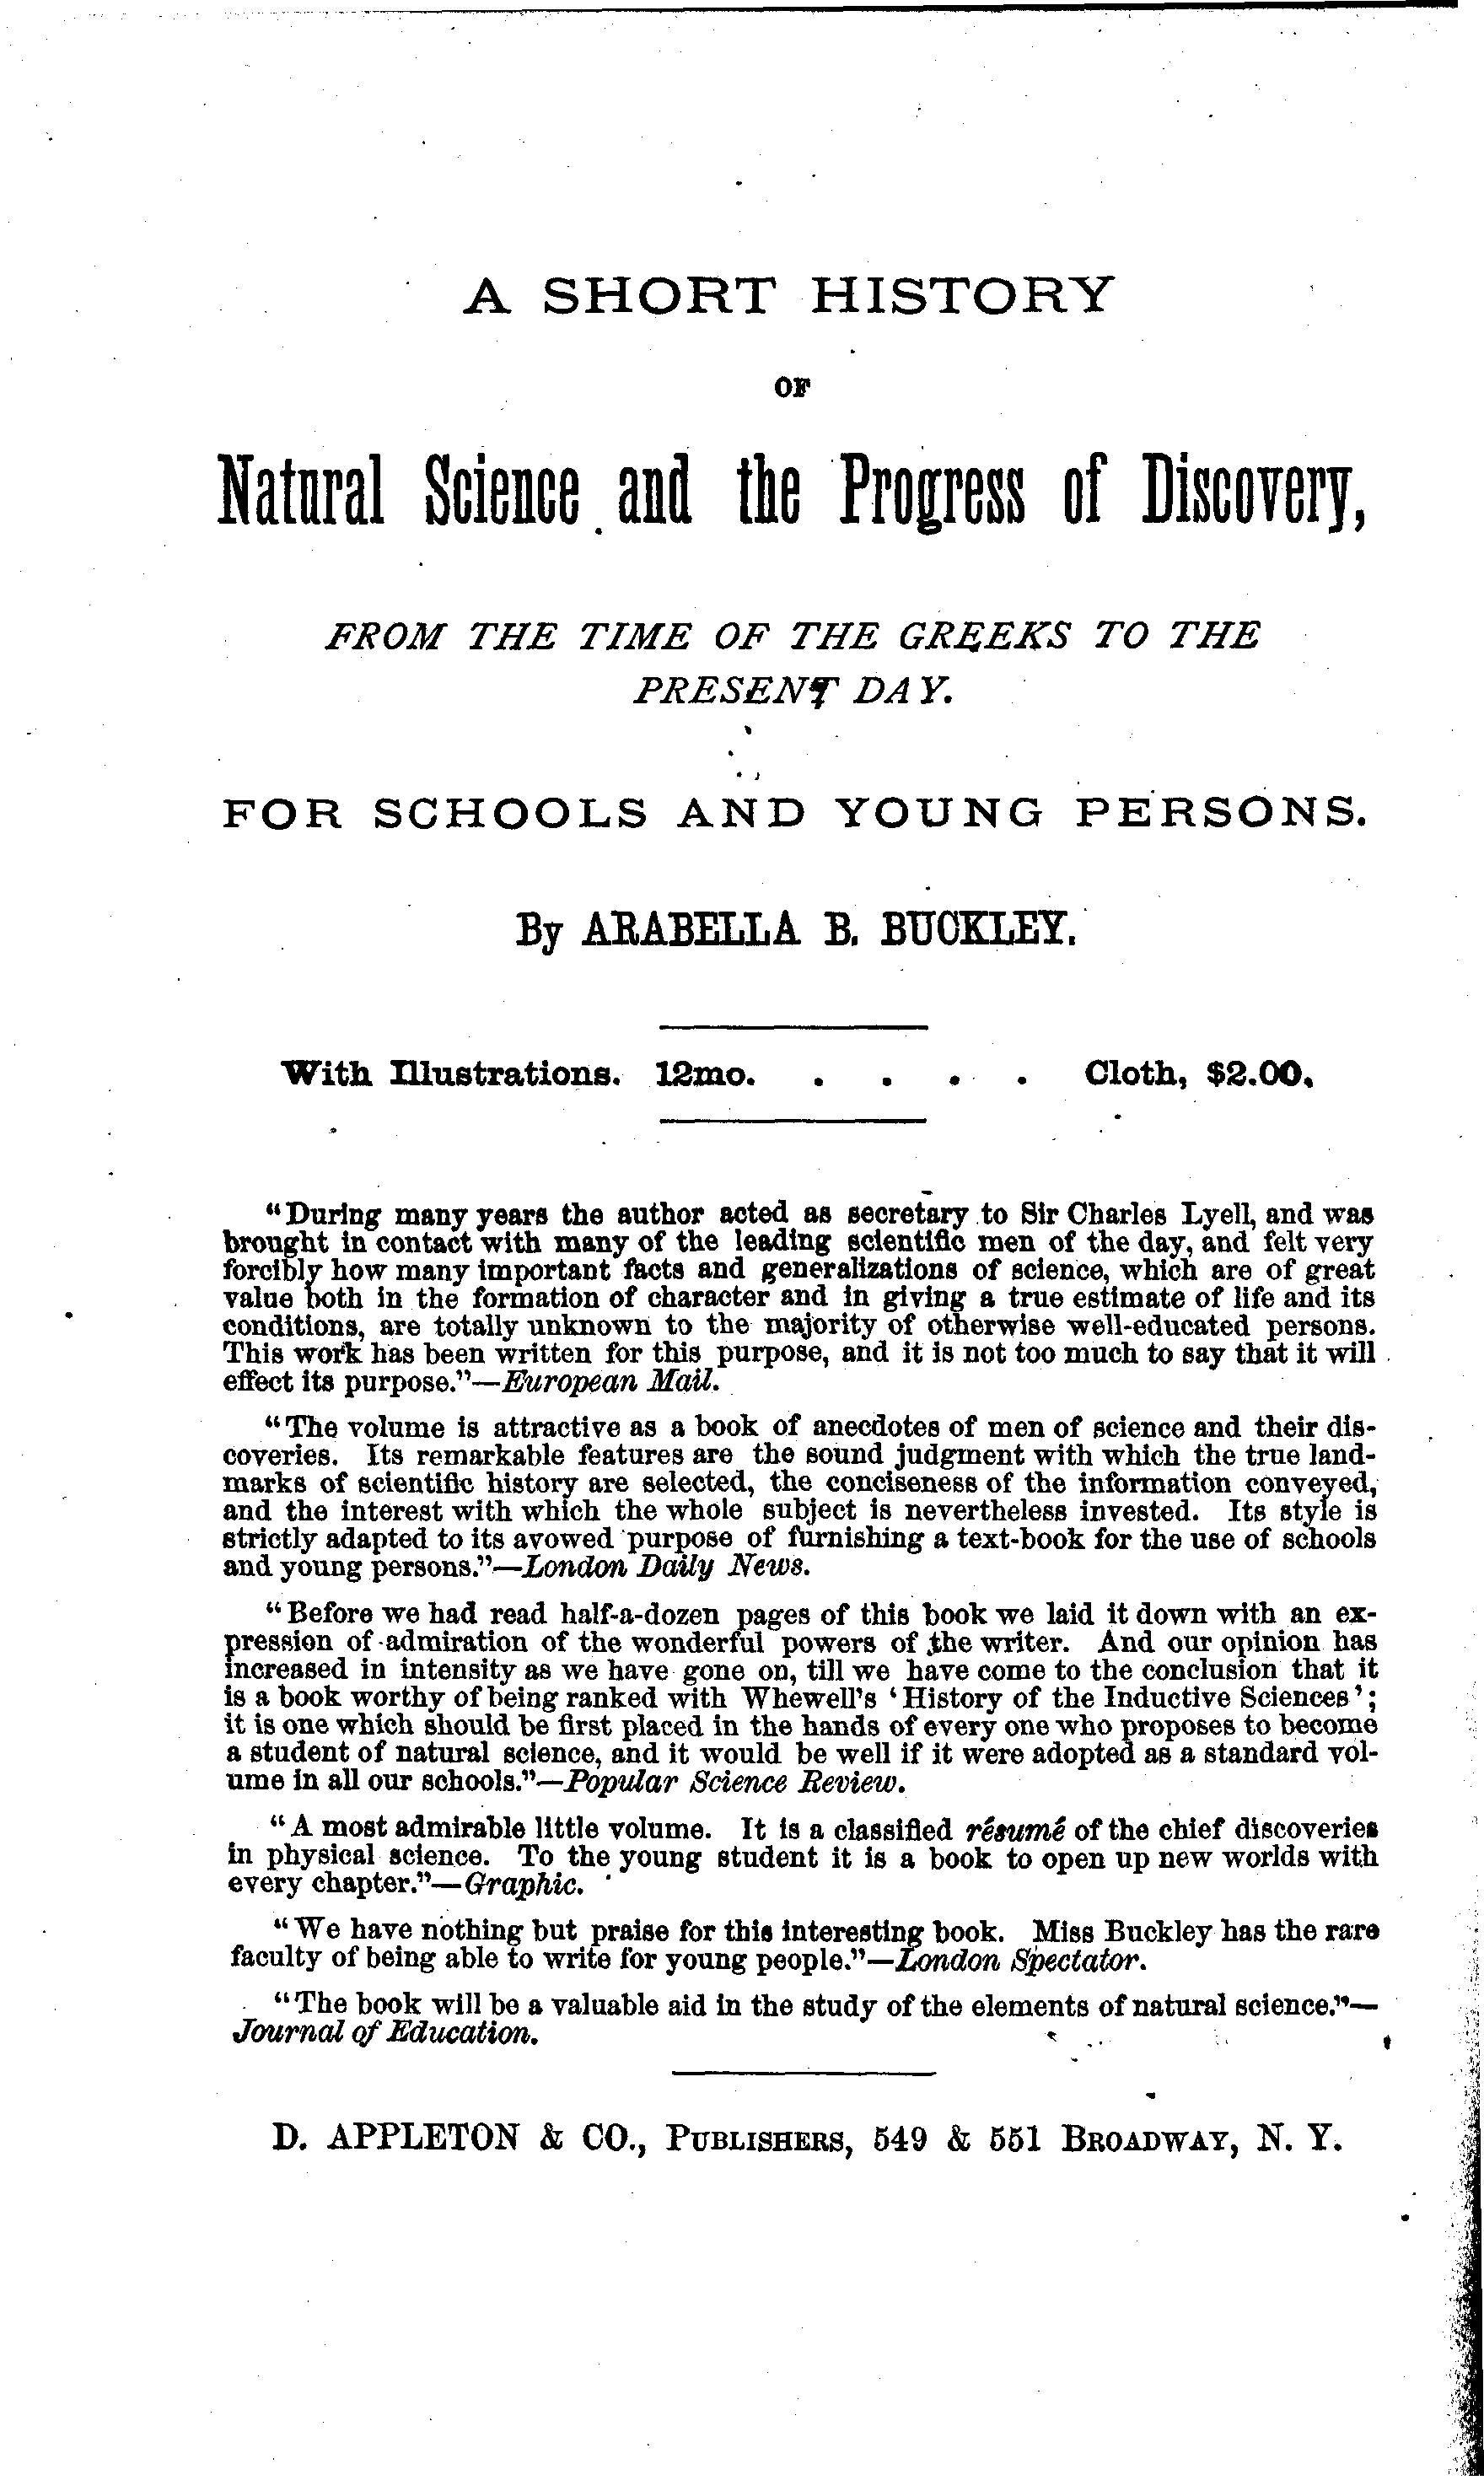 A SHORT HISTORY
OF
Natural Science and the Progress of Discovery,
FROM THE TIME OF THE GREEKS TO THE
PRESENT DAY.
FOR SCHOOLS AND YOUNG PERSONS.
By ARABELLA B. BUCKLEY.
With Illustrations. 12mo. . . . . Cloth, $2.00.
“During many years the author acted as secretary to Sir Charles Lyell, and was
brought in contact with many of the leading scientific men of the day, and felt very
forcibly how many important facts and generalizations of science, which are of great
value both in the formation of character and in giving a true estimate of life and its
conditions, are totally unknown to the majority of otherwise well-educated persons.
This work has been written for this purpose, and it is not too much to say that it will
effect its purpose.”—European Mail.
“The volume is attractive as a book of anecdotes of men of science and their dis-
coveries. Its remarkable features are the sound judgment with which the true land-
marks of scientific history are selected, the conciseness of the information conveyed,
and the interest with which the whole subject is nevertheless invested. Its style is
strictly adapted to its avowed purpose of furnishing a text-book for the use of schools
and young persons.”—London Daily News.
“Before we had read half-a-dozen pages of this book we laid it down with an ex-
pression of admiration of the wonderful powers of the writer. And our opinion has
increased in intensity as we have gone on, till we have come to the conclusion that it
is a book worthy of being ranked with Whewell's ‘History of the Inductive Sciences’;
it is one which should be first placed in the hands of every one who proposes to become
a student of natural science, and it would be well if it were adopted as a standard vol-
ume in all our schools.”—Popular Science Review.
“A most admirable little volume. It is a classified résumé of the chief discoveries
in physical science. To the young student it is a book to open up new worlds with
every chapter.”—Graphic.
“We have nothing but praise for this interesting book. Miss Buckley has the rare
faculty of being able to write for young people.”—London Spectator.
“The book will be a valuable aid in the study of the elements of natural science.”—
Journal of Education.
D. APPLETON & CO., PUBLISHERS, 549 & 551 BROADWAY, N. Y.